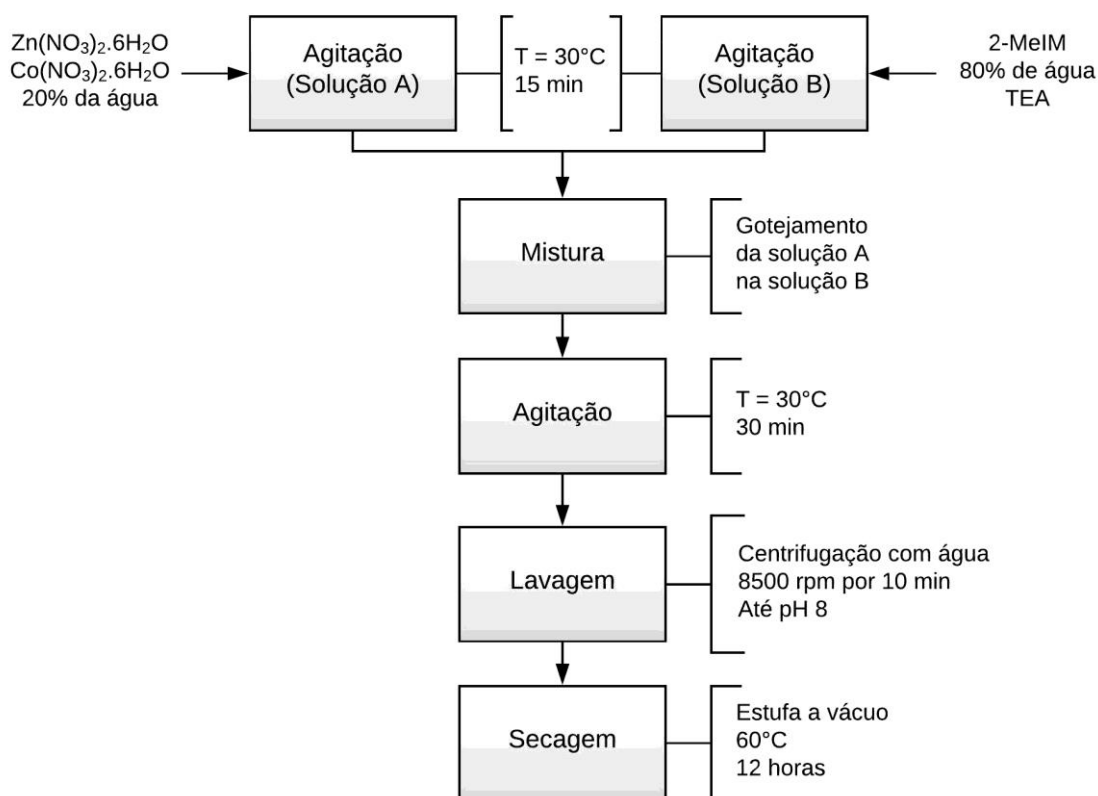 Zn(NO₃)₂.6H₂O
Co(NO₃)₂.6H₂O
20% da água
Agitação
(Solução A)
T = 30°C
15 min
Agitação
(Solução B)
2-MeIM
80% de água
TEA
Mistura
Gotejamento
da solução A
na solução B
Agitação
T = 30°C
30 min
Lavagem
Centrifugação com água
8500 rpm por 10 min
Até pH 8
Secagem
Estufa a vácuo
60°C
12 horas